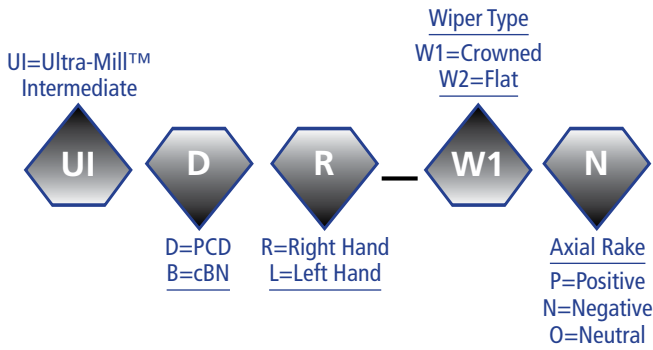 Wiper Type
W1=Crowned
W2=Flat
UI=Ultra-Mill™
Intermediate
UI D R – W1 N
D=PCD
B=cBN
R=Right Hand
L=Left Hand
Axial Rake
P=Positive
N=Negative
O=Neutral